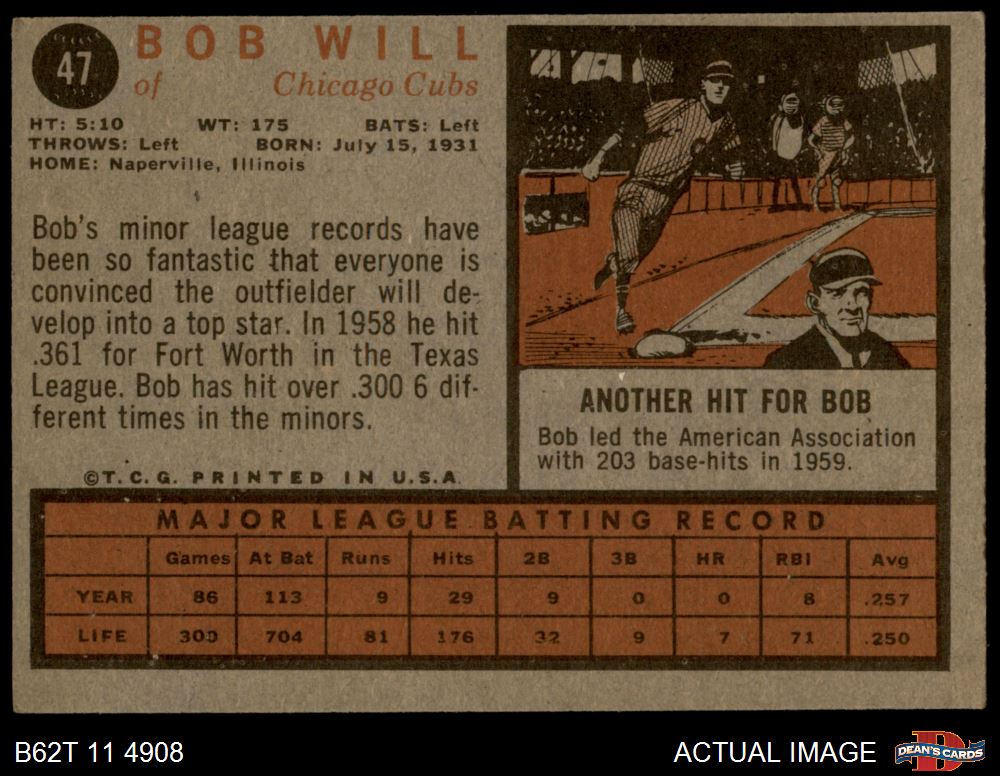 47
BOB WILL
of Chicago Cubs
HT: 5:10 WT: 175 BATS: Left
THROWS: Left BORN: July 15, 1931
HOME: Naperville, Illinois
Bob's minor league records have
been so fantastic that everyone is
convinced the outfielder will de-
velop into a top star. In 1958 he hit
.361 for Fort Worth in the Texas
League. Bob has hit over .300 6 dif-
ferent times in the minors.
©T.C.G. PRINTED IN U.S.A.
ANOTHER HIT FOR BOB
Bob led the American Association
with 203 base-hits in 1959.
MAJOR LEAGUE BATTING RECORD
Games At Bat Runs Hits 2B 3B HR RBI Avg
YEAR 86 113 9 29 9 0 0 8 .257
LIFE 300 704 81 176 32 9 7 71 .250
B62T 11 4908
ACTUAL IMAGE
D
DEAN'S CARDS